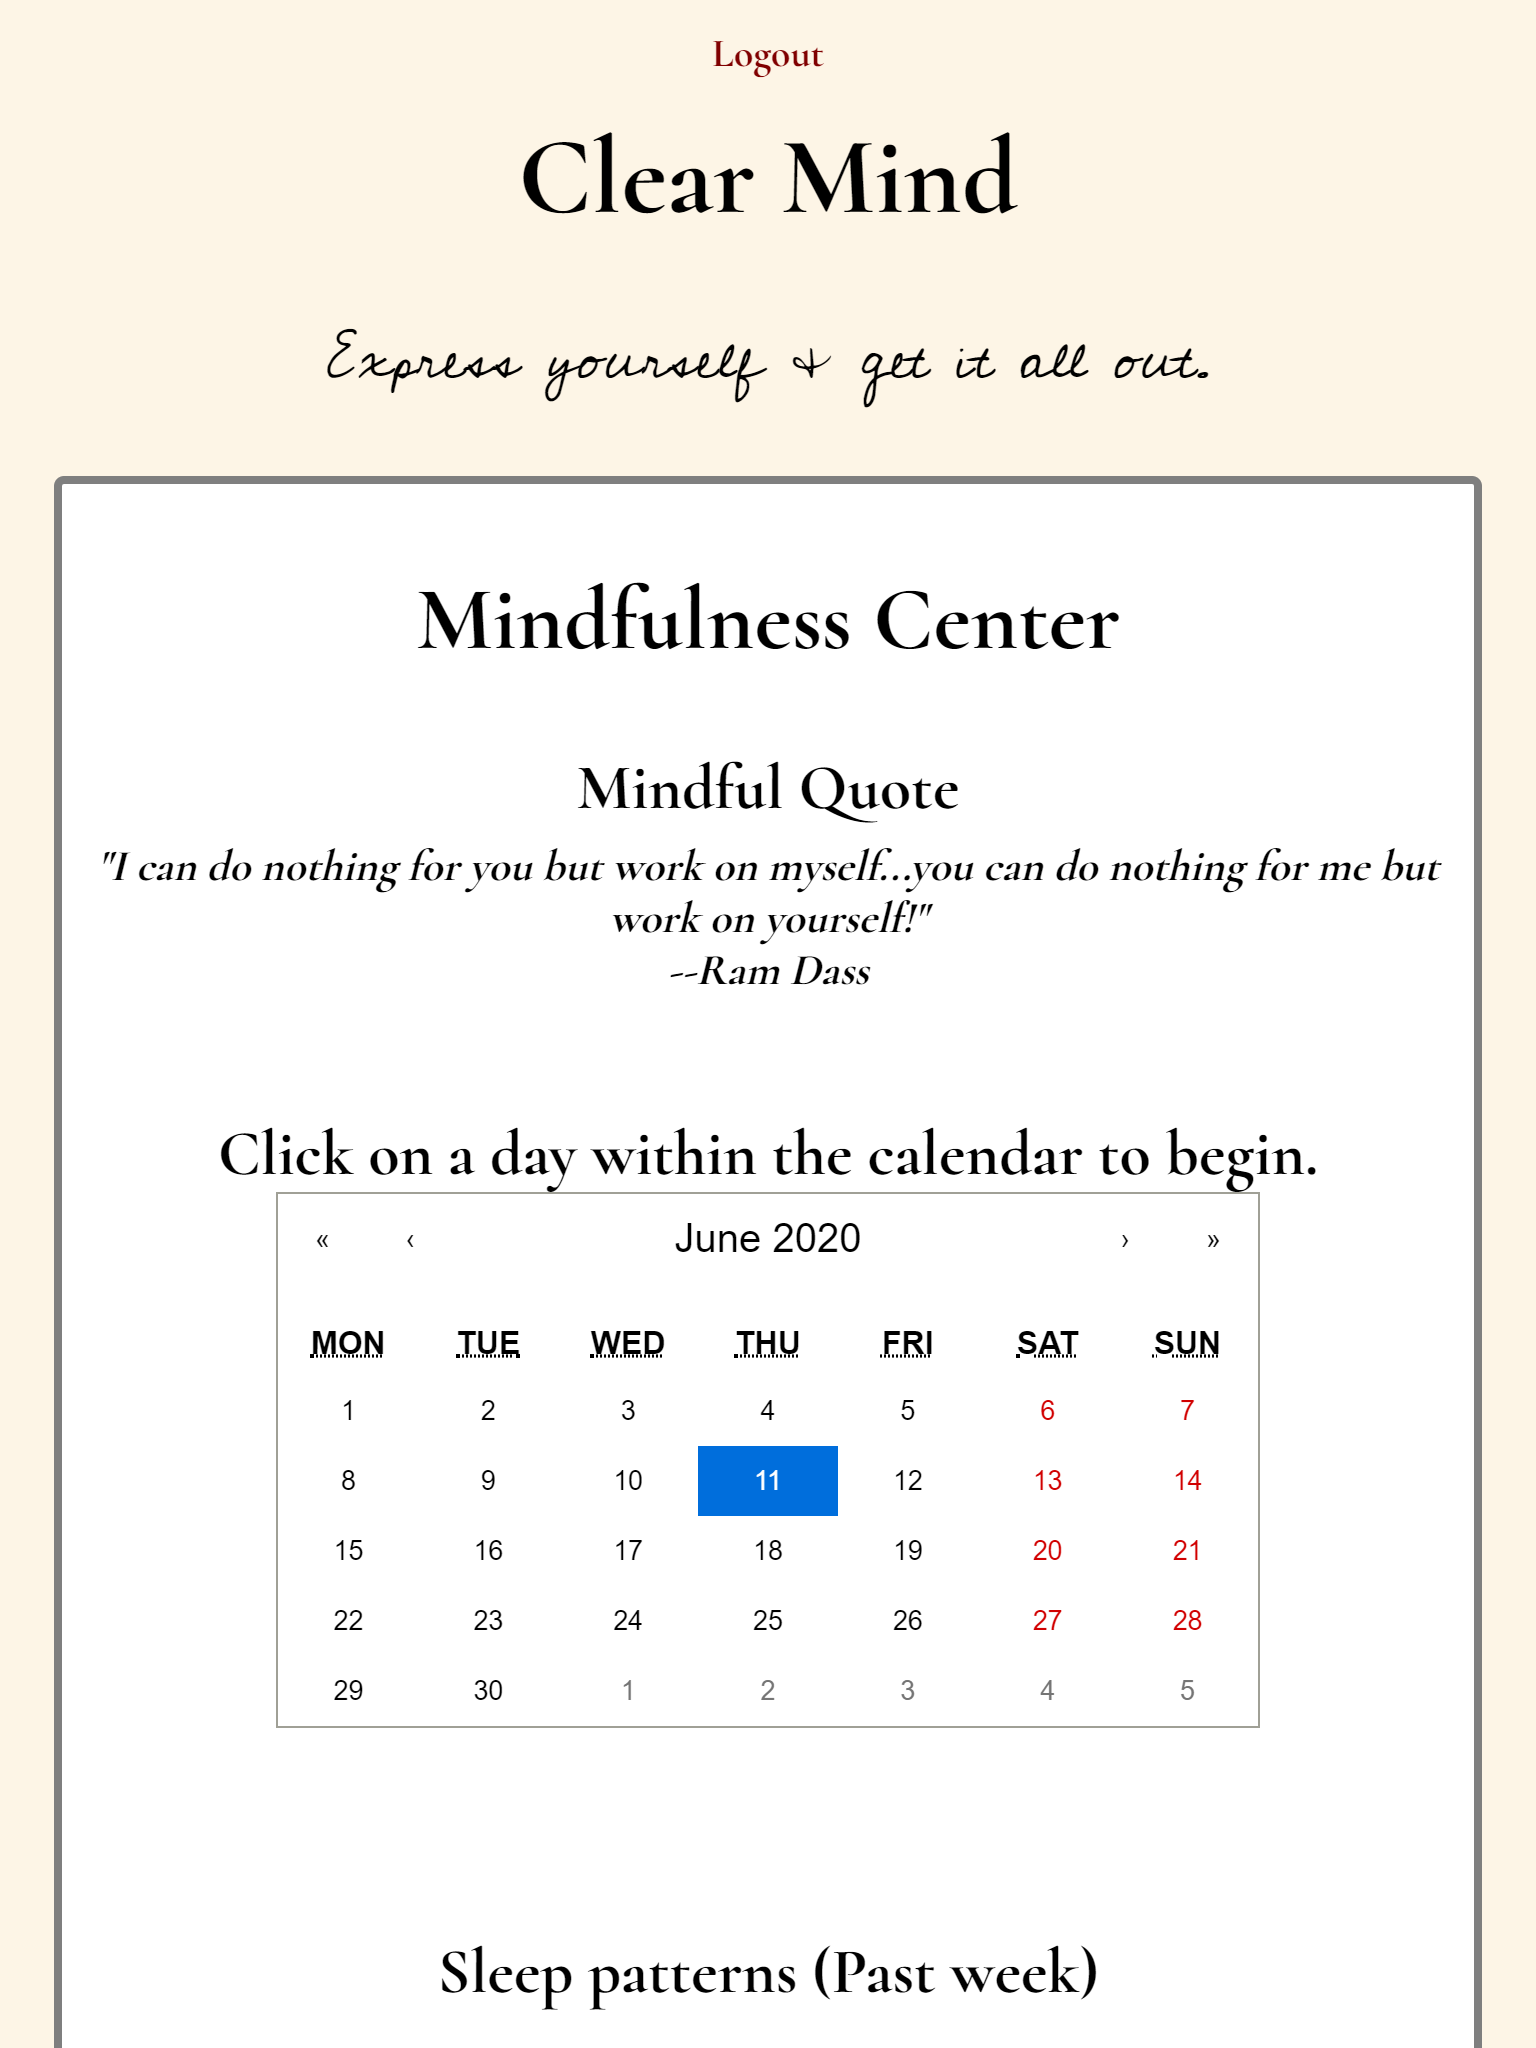 Logout
Clear Mind
Express yourself & get it all out.
Mindfulness Center
Mindful Quote
"I can do nothing for you but work on myself...you can do nothing for me but
work on yourself!"
--Ram Dass
Click on a day within the calendar to begin.
« ‹ June 2020 › »
MON TUE WED THU FRI SAT SUN
1 2 3 4 5 6 7
8 9 10 11 12 13 14
15 16 17 18 19 20 21
22 23 24 25 26 27 28
29 30 1 2 3 4 5
Sleep patterns (Past week)